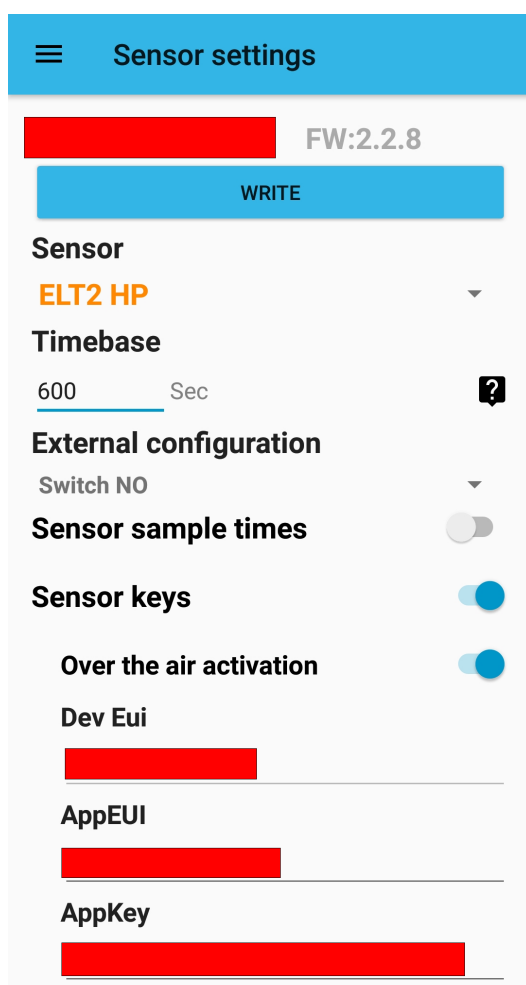 Sensor settings
FW:2.2.8
WRITE
Sensor
ELT2 HP
Timebase
600 Sec
?
External configuration
Switch NO
Sensor sample times
Sensor keys
Over the air activation
Dev Eui
AppEUI
AppKey